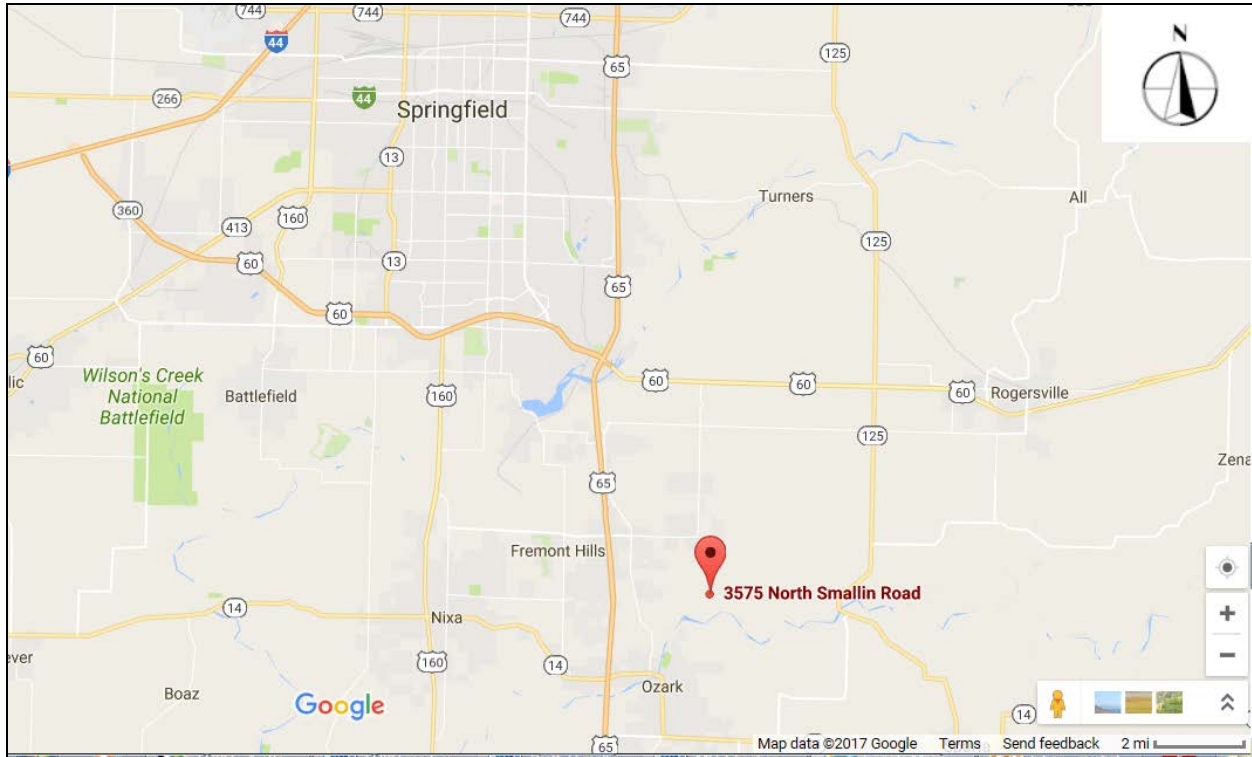 744
744
744
44
N
65
125
266
44
Springfield
13
Turners
All
360
160
413
125
60
13
65
60
60
Wilson's Creek
National
Battlefield
lic
Battlefield
160
60
60
60
Rogersville
125
65
Zena
Fremont Hills
3575 North Smallin Road
14
Nixa
ever
160
14
Boaz
Ozark
Google
14
65
Map data ©2017 Google Terms Send feedback 2 mi